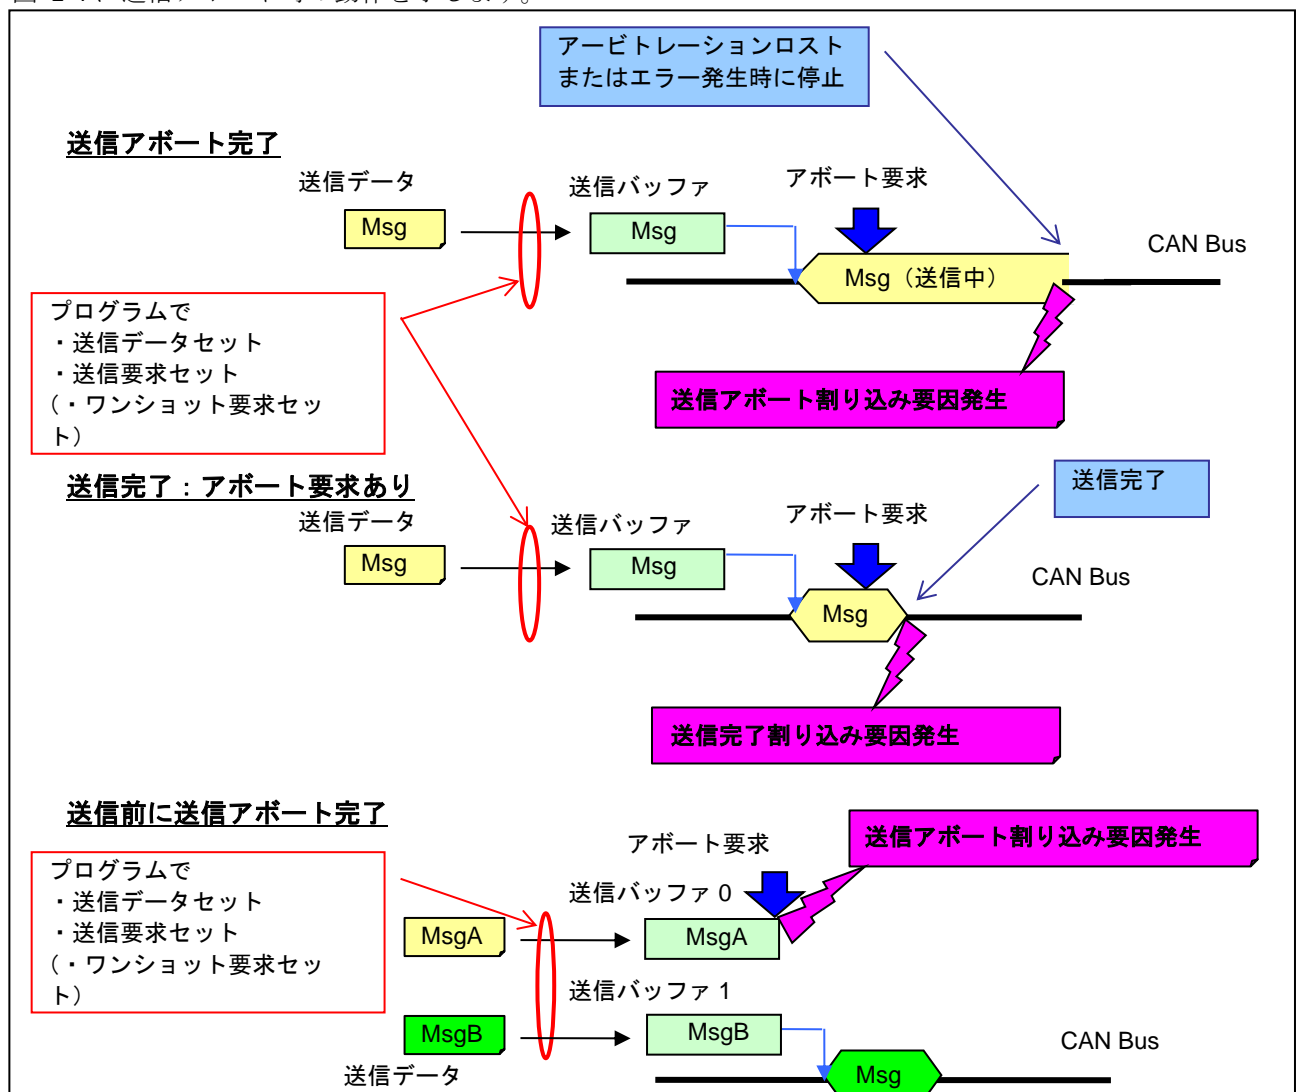 アービトレーションロスト
またはエラー発生時に停止
送信アボート完了
送信データ
送信バッファ
アボート要求
Msg
Msg
CAN Bus
Msg（送信中）
プログラムで
・送信データセット
・送信要求セット
（・ワンショット要求セッ
ト）
送信アボート割り込み要因発生
送信完了：アボート要求あり
送信完了
送信データ
送信バッファ
アボート要求
Msg
Msg
CAN Bus
Msg
送信完了割り込み要因発生
送信前に送信アボート完了
送信アボート割り込み要因発生
アボート要求
プログラムで
・送信データセット
・送信要求セット
（・ワンショット要求セッ
ト）
送信バッファ 0
MsgA
MsgA
送信バッファ 1
MsgB
MsgB
CAN Bus
送信データ
Msg